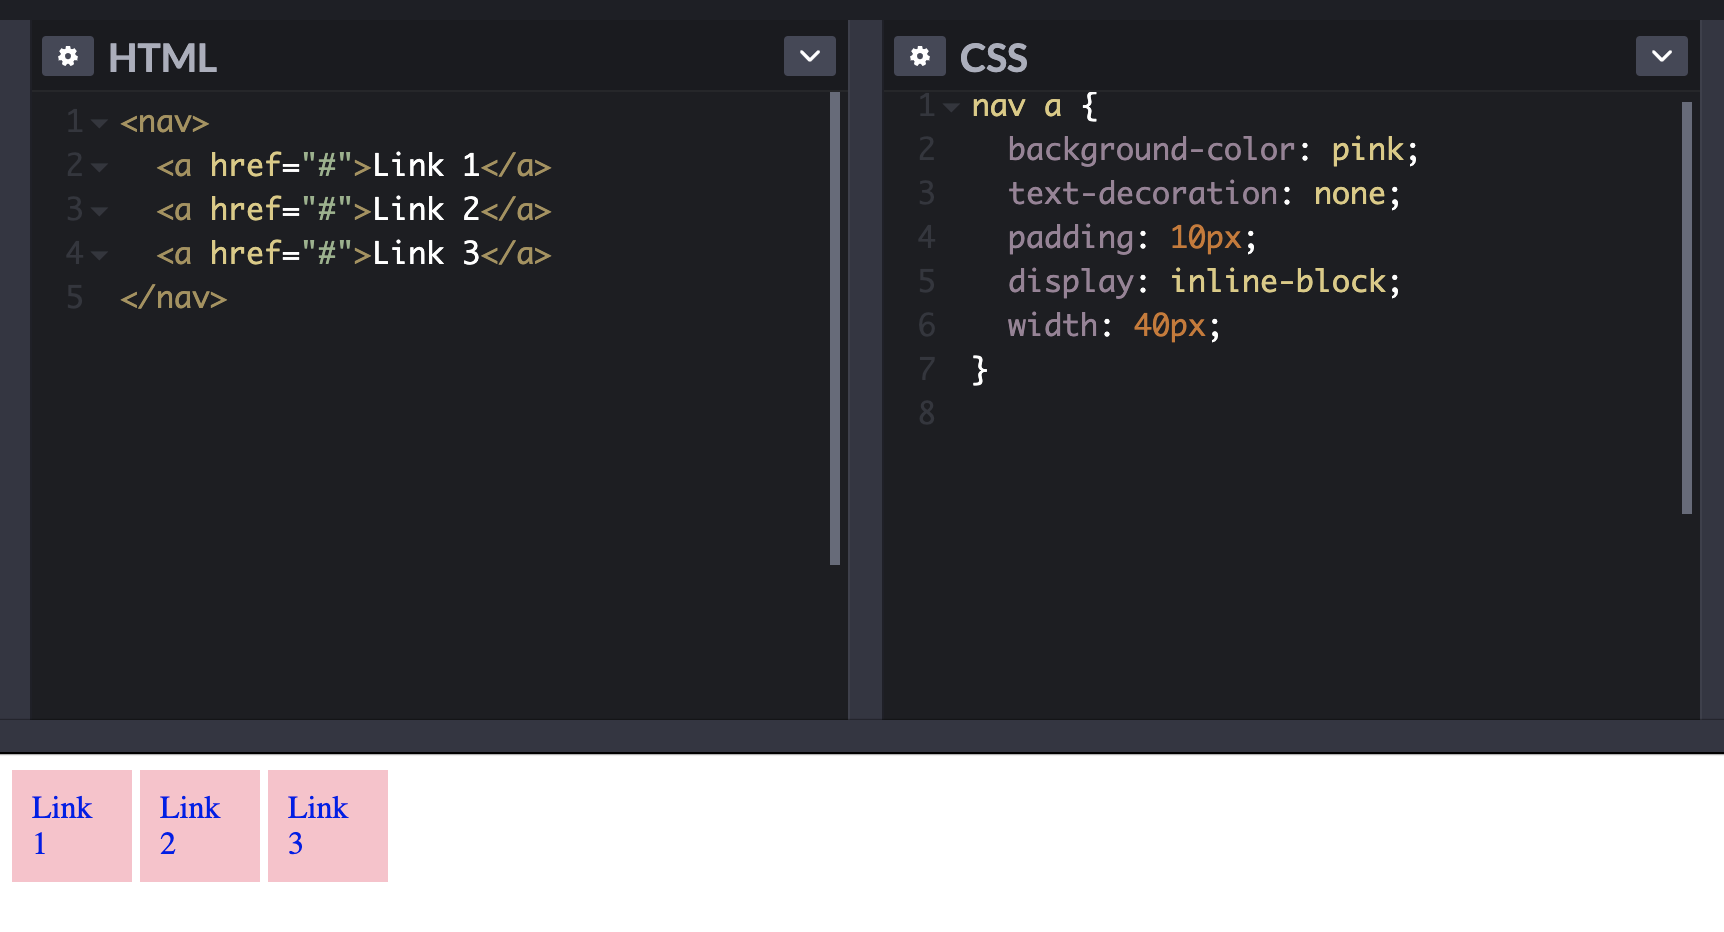 HTML
1 <nav>
2   <a href="#">Link 1</a>
3   <a href="#">Link 2</a>
4   <a href="#">Link 3</a>
5 </nav>
CSS
1 nav a {
2   background-color: pink;
3   text-decoration: none;
4   padding: 10px;
5   display: inline-block;
6   width: 40px;
7 }
8
Link
1
Link
2
Link
3